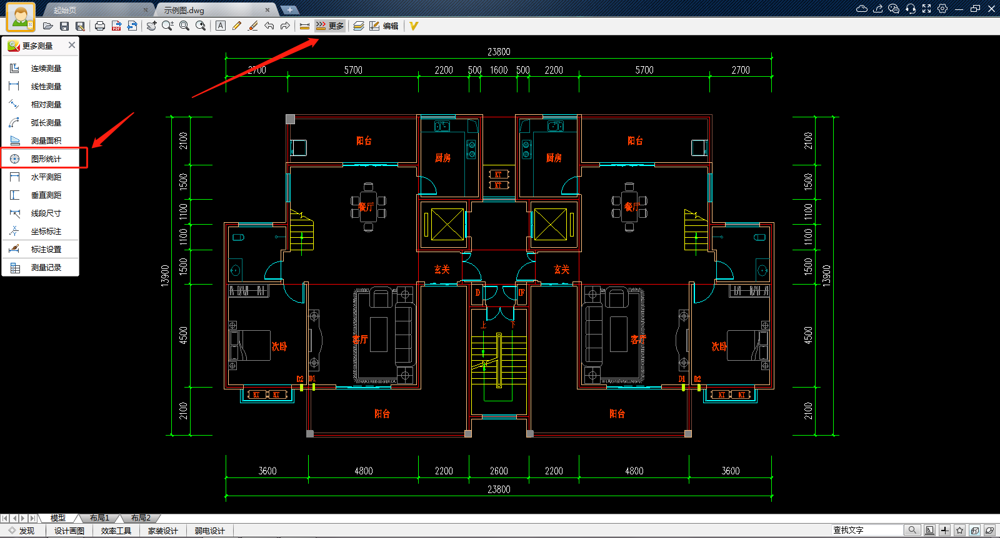 起始页
示例图.dwg
更多
编辑
更多测量
连续测量
线性测量
相对测量
弧长测量
测量面积
图形统计
水平测距
垂直测距
线段尺寸
坐标标注
标注设置
测量记录
23800
2700 5700 2200 500 1600 500 2200 5700 2700
阳台 阳台
厨房 厨房
KT
KT
餐厅 餐厅
玄关 玄关
D
上 下
客厅 客厅
次卧 次卧
D2 D1 D1 D2
KT KT KT KT
阳台 阳台
2100
1500
1100
1100
1500
4500
2100
13900
2100
1500
1100
1100
1500
4500
2100
13900
3600 4800 2200 2600 2200 4800 3600
23800
模型 布局1 布局2
发现 设计画图 效率工具 家装设计 弱电设计 查找文字